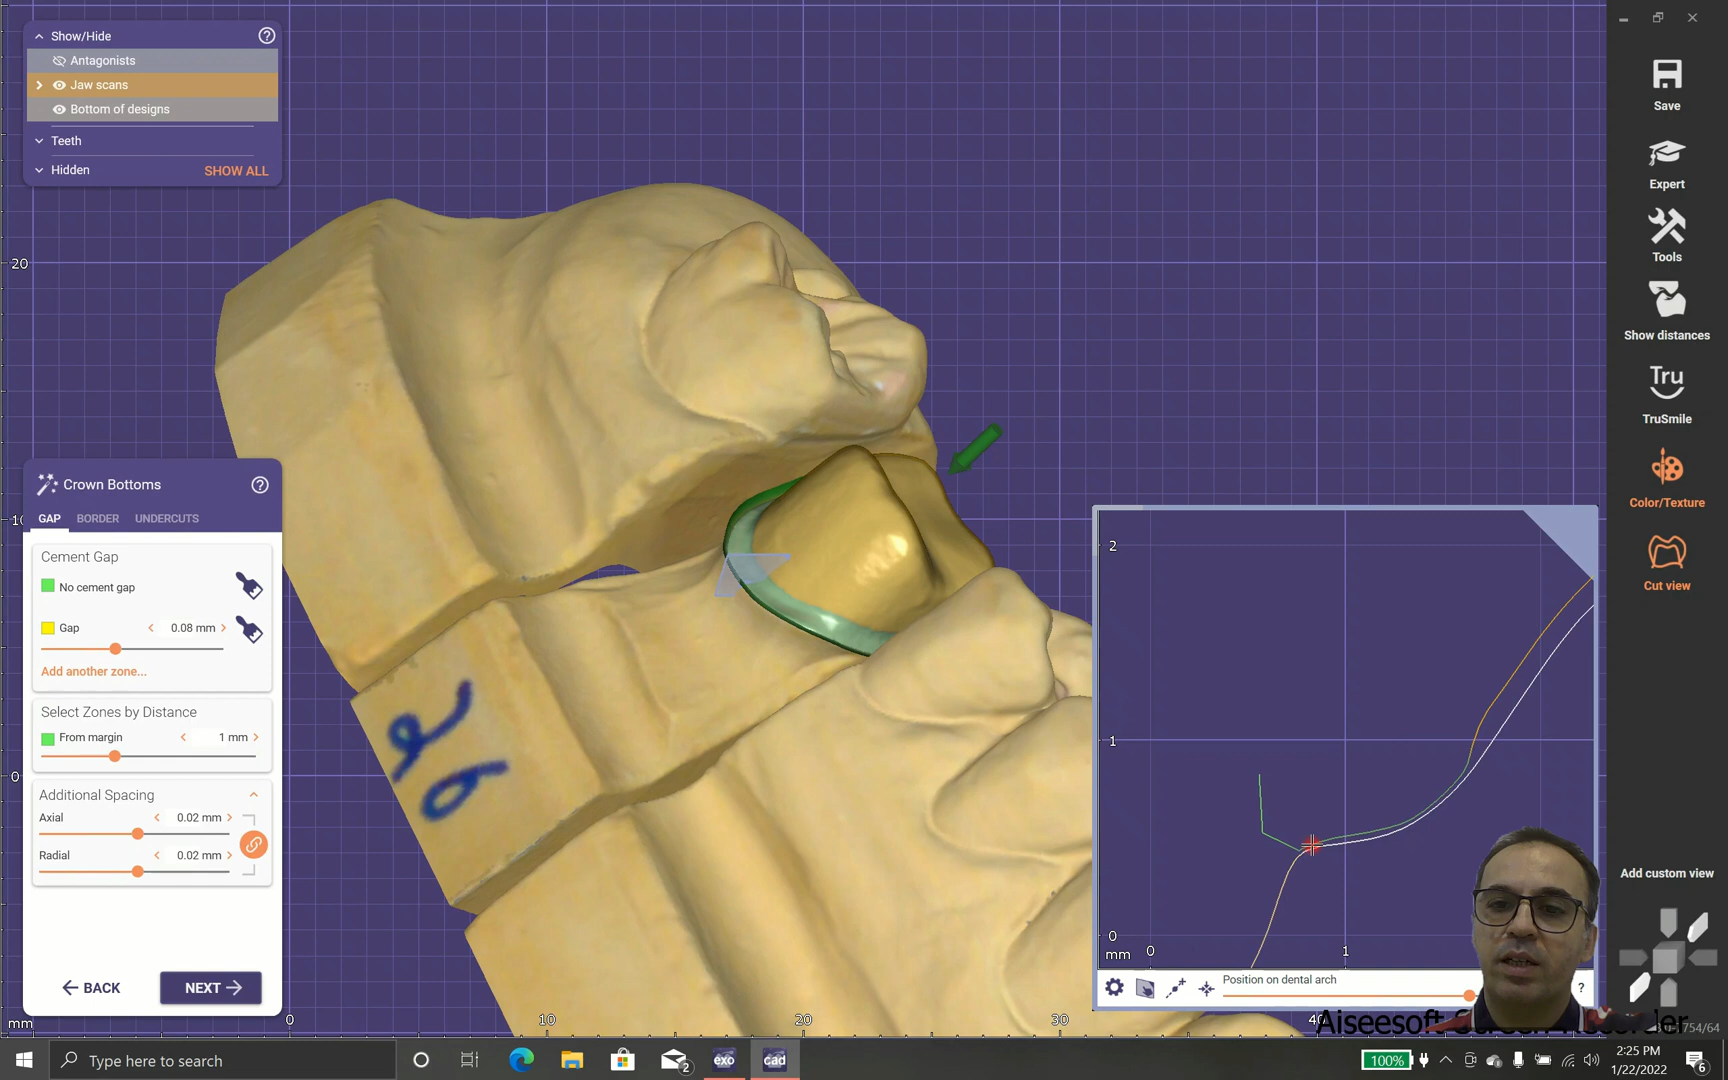 Show/Hide
Antagonists
Jaw scans
Bottom of designs
Teeth
Hidden
SHOW ALL
20
10
0
mm
0
10
20
30
40
Crown Bottoms
GAP
BORDER
UNDERCUTS
Cement Gap
No cement gap
Gap
0.08 mm
Add another zone...
Select Zones by Distance
From margin
1 mm
Additional Spacing
Axial
0.02 mm
Radial
0.02 mm
BACK
NEXT
2
1
0
mm
0
1
Position on dental arch
?
Save
Expert
Tools
Show distances
Tru
TruSmile
Color/Texture
Cut view
Add custom view
Aiseesoft Screen Recorder
Type here to search
2
exo
cad
100%
2:25 PM
1/22/2022
6